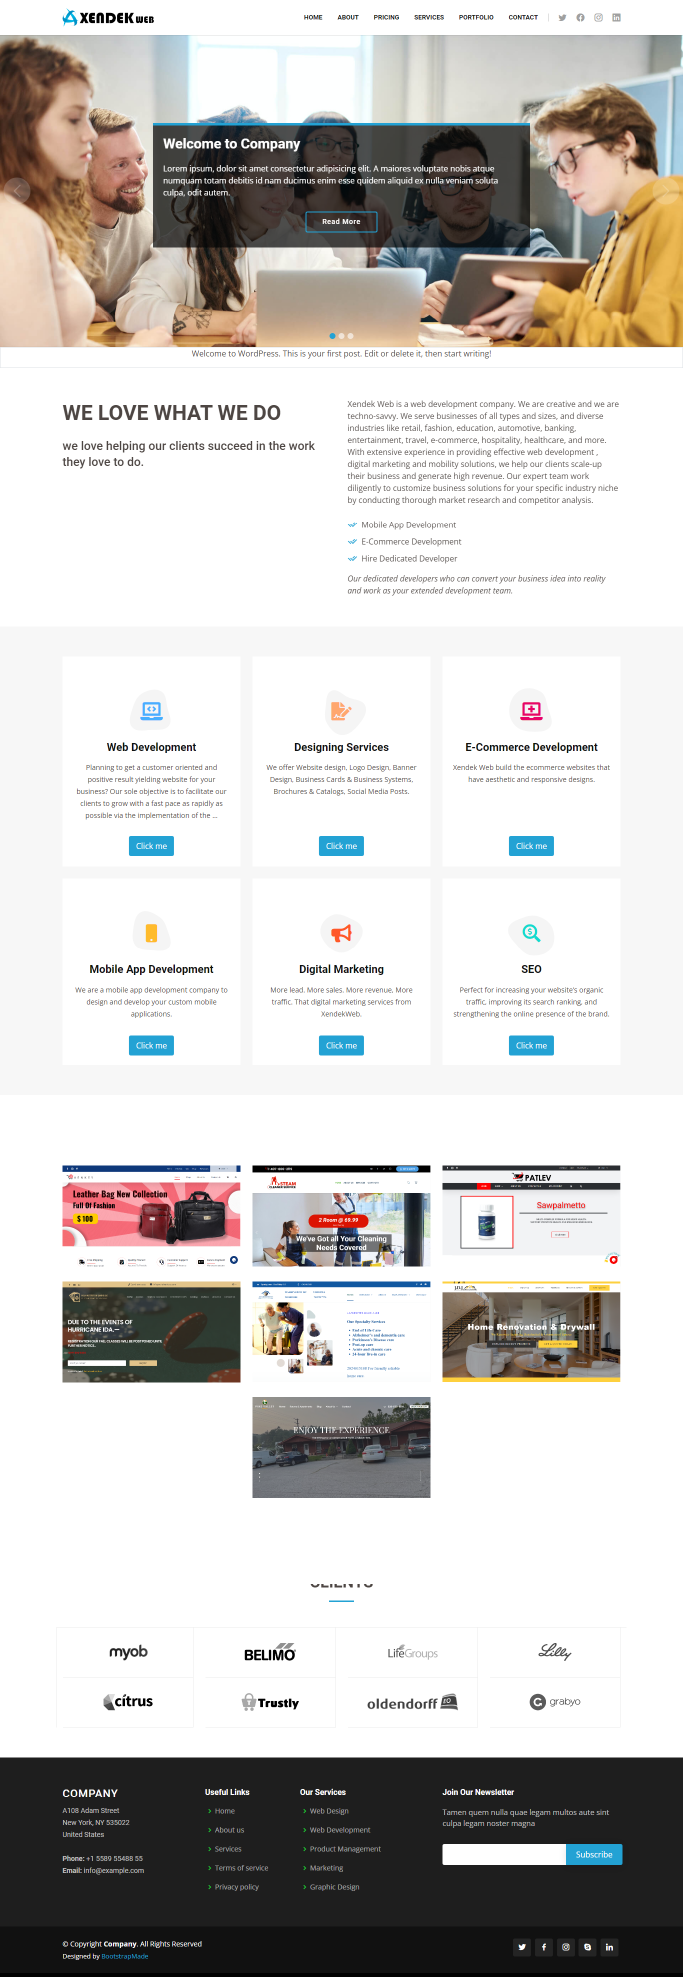 XENDEK WEB
HOME ABOUT PRICING SERVICES PORTFOLIO CONTACT
Welcome to Company
Lorem ipsum, dolor sit amet consectetur adipisicing elit. A maiores voluptate nobis atque
numquam totam debitis id nam ducimus enim esse quidem aliquid ex nulla veniam soluta
culpa, odit autem.
Read More
Welcome to WordPress. This is your first post. Edit or delete it, then start writing!
WE LOVE WHAT WE DO
we love helping our clients succeed in the work
they love to do.
Xendek Web is a web development company. We are creative and we are
techno-savvy. We serve businesses of all types and sizes, and diverse
industries like retail, fashion, education, automotive, banking,
entertainment, travel, e-commerce, hospitality, healthcare, and more.
With extensive experience in providing effective web development ,
digital marketing and mobility solutions, we help our clients scale-up
their business and generate high revenue. Our expert team work
diligently to customize business solutions for your specific industry niche
by conducting thorough market research and competitor analysis.
Mobile App Development
E-Commerce Development
Hire Dedicated Developer
Our dedicated developers who can convert your business idea into reality
and work as your extended development team.
Web Development
Planning to get a customer oriented and
positive result yielding website for your
business? Our sole objective is to facilitate our
clients to grow with a fast pace as rapidly as
possible via the implementation of the ...
Click me
Designing Services
We offer Website design, Logo Design, Banner
Design, Business Cards & Business Systems,
Brochures & Catalogs, Social Media Posts.
Click me
E-Commerce Development
Xendek Web build the ecommerce websites that
have aesthetic and responsive designs.
Click me
Mobile App Development
We are a mobile app development company to
design and develop your custom mobile
applications.
Click me
Digital Marketing
More lead. More sales. More revenue. More
traffic. That digital marketing services from
XendekWeb.
Click me
SEO
Perfect for increasing your website's organic
traffic, improving its search ranking, and
strengthening the online presence of the brand.
Click me
Leather Bag New Collection
Full Of Fashion
$ 100
STEAM
2 Room @ 69.99
We've Got all Your Cleaning
Needs Covered
PATLEV
Sawpalmetto
DUE TO THE EVENTS OF
HURRICANE IDA,—
Our Specialty Services
Home Renovation & Drywall
ENJOY THE EXPERIENCE
CLIENTS
myob
BELIMO
LifeGroups
Lilly
citrus
Trustly
oldendorff
grabyo
COMPANY
A108 Adam Street
New York, NY 535022
United States
Phone: +1 5589 55488 55
Email: info@example.com
Useful Links
Home
About us
Services
Terms of service
Privacy policy
Our Services
Web Design
Web Development
Product Management
Marketing
Graphic Design
Join Our Newsletter
Tamen quem nulla quae legam multos aute sint
culpa legam noster magna
Subscribe
© Copyright Company. All Rights Reserved
Designed by BootstrapMade